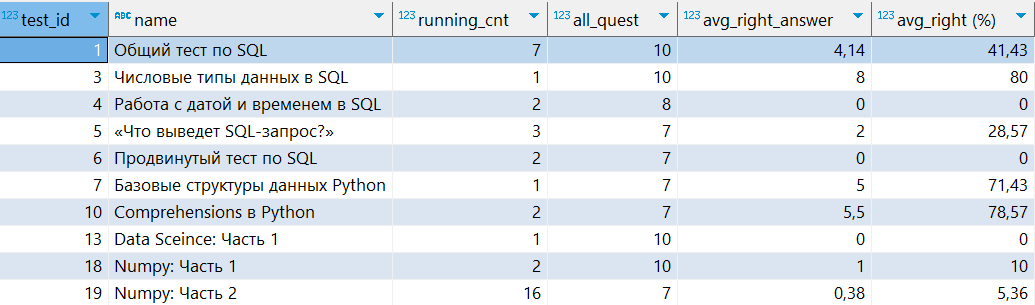 123 test_id ABC name 123 running_cnt 123 all_quest 123 avg_right_answer 123 avg_right (%)
1 Общий тест по SQL 7 10 4,14 41,43
3 Числовые типы данных в SQL 1 10 8 80
4 Работа с датой и временем в SQL 2 8 0 0
5 «Что выведет SQL-запрос?» 3 7 2 28,57
6 Продвинутый тест по SQL 2 7 0 0
7 Базовые структуры данных Python 1 7 5 71,43
10 Comprehensions в Python 2 7 5,5 78,57
13 Data Sceince: Часть 1 1 10 0 0
18 Numpy: Часть 1 2 10 1 10
19 Numpy: Часть 2 16 7 0,38 5,36